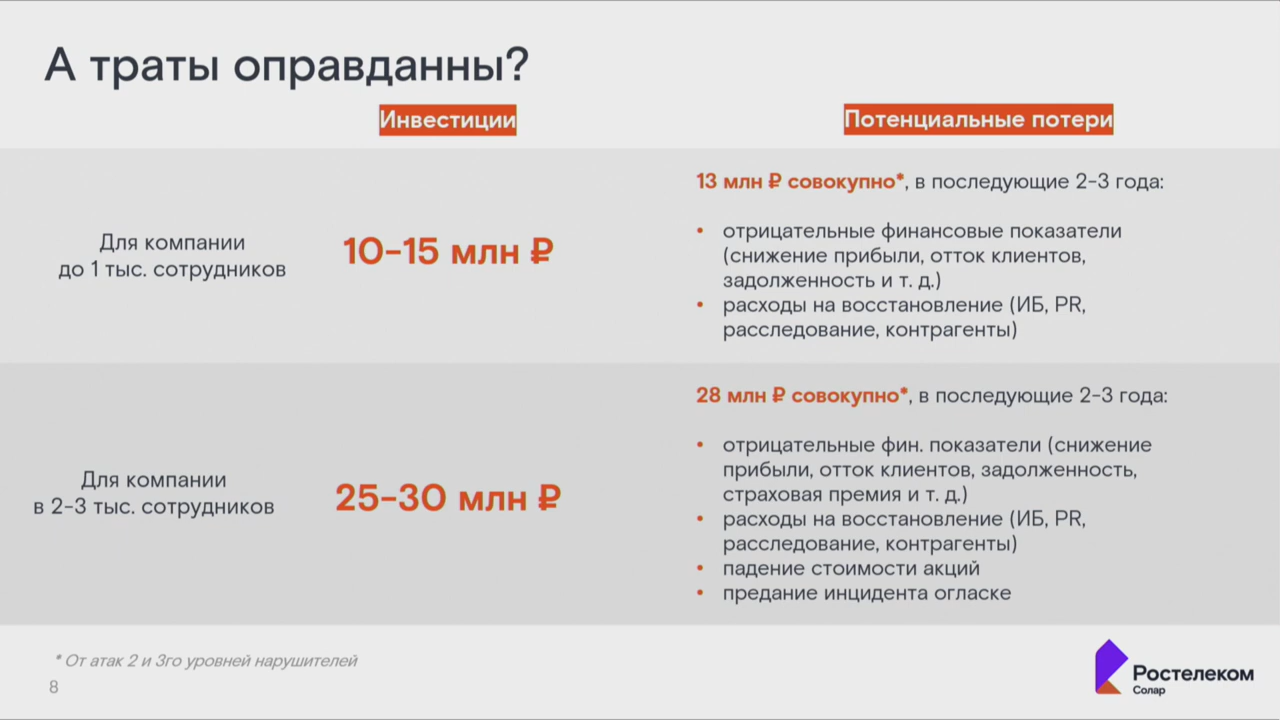 А траты оправданны?
Инвестиции
Потенциальные потери
Для компании
до 1 тыс. сотрудников
10-15 млн ₽
13 млн ₽ совокупно*, в последующие 2-3 года:
• отрицательные финансовые показатели
(снижение прибыли, отток клиентов,
задолженность и т. д.)
• расходы на восстановление (ИБ, PR,
расследование, контрагенты)
Для компании
в 2-3 тыс. сотрудников
25-30 млн ₽
28 млн ₽ совокупно*, в последующие 2-3 года:
• отрицательные фин. показатели (снижение
прибыли, отток клиентов, задолженность,
страховая премия и т. д.)
• расходы на восстановление (ИБ, PR,
расследование, контрагенты)
• падение стоимости акций
• предание инцидента огласке
* От атак 2 и 3го уровней нарушителей
8
Ростелеком
Солар